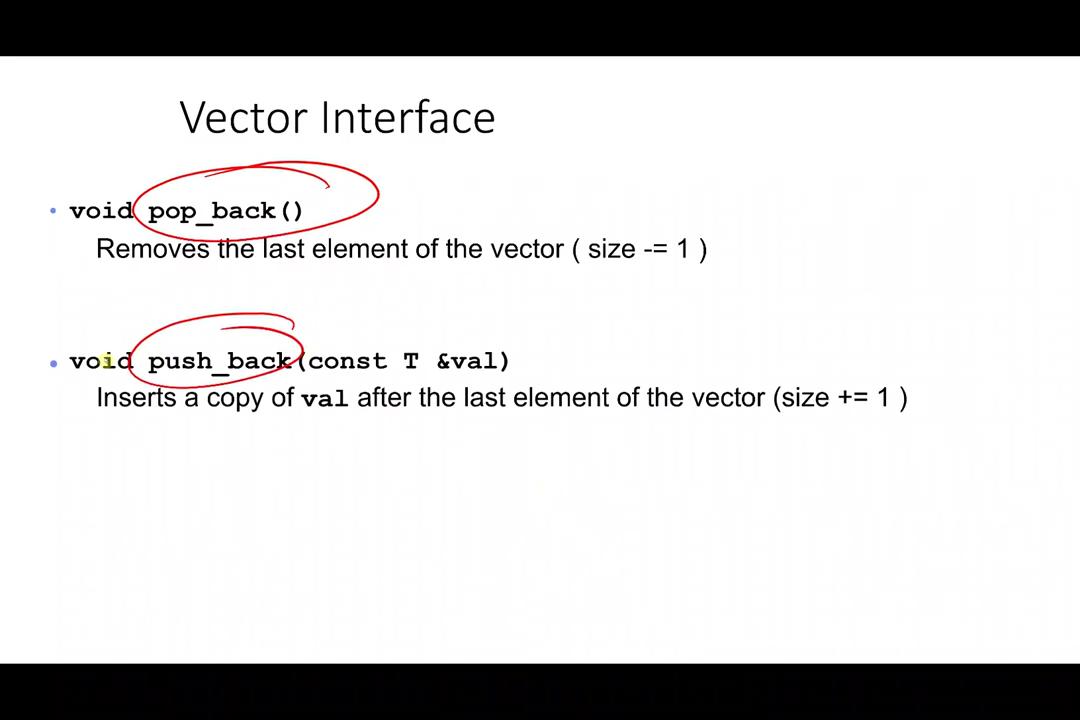 Vector Interface
• void pop_back()
Removes the last element of the vector ( size -= 1 )
• void push_back(const T &val)
Inserts a copy of val after the last element of the vector (size += 1 )